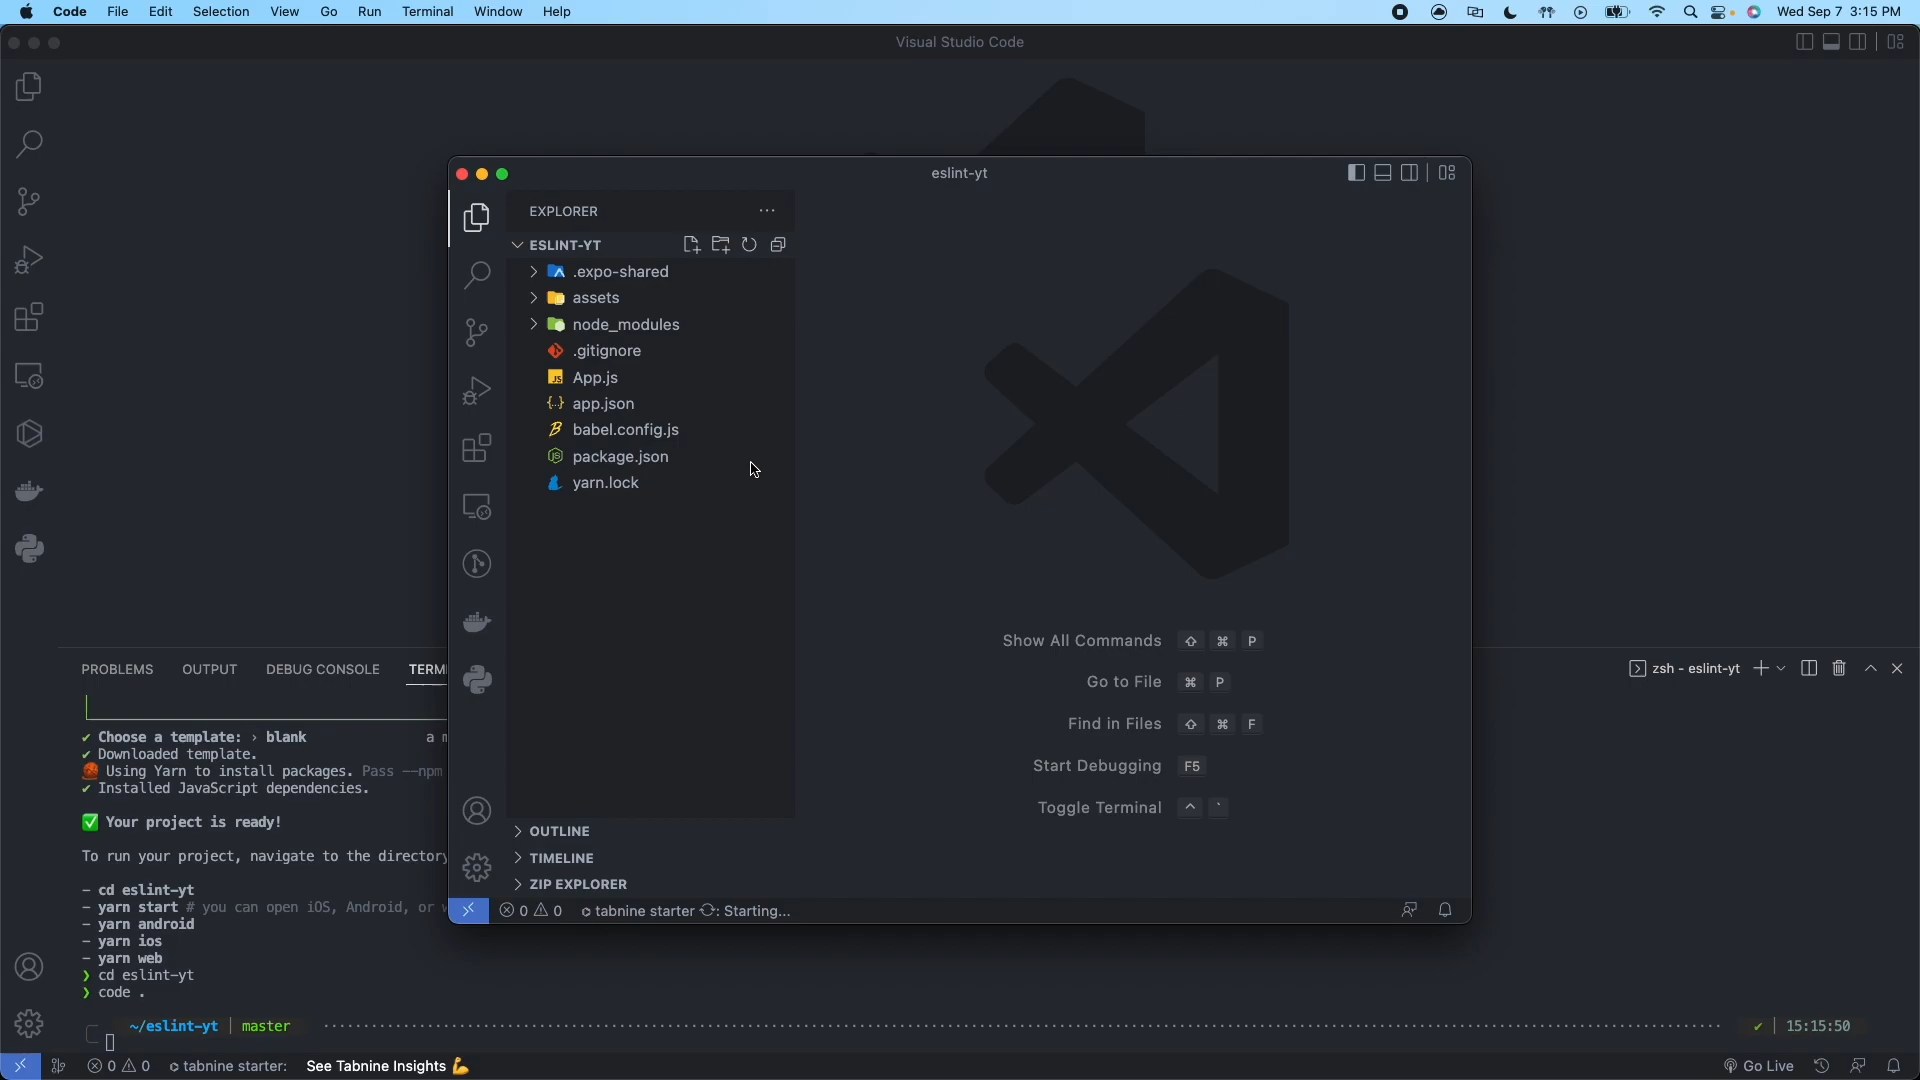 Code File Edit Selection View Go Run Terminal Window Help Wed Sep 7 3:15 PM
Visual Studio Code
eslint-yt
EXPLORER
ESLINT-YT
.expo-shared
assets
node_modules
.gitignore
App.js
app.json
babel.config.js
package.json
yarn.lock
Show All Commands ⇧ ⌘ P
Go to File ⌘ P
Find in Files ⇧ ⌘ F
Start Debugging F5
Toggle Terminal ^ `
OUTLINE
TIMELINE
ZIP EXPLORER
0 0 tabnine starter : Starting...
PROBLEMS OUTPUT DEBUG CONSOLE TERM
zsh - eslint-yt
✔ Choose a template: › blank a
✔ Downloaded template.
Using Yarn to install packages. Pass --npm
✔ Installed JavaScript dependencies.
✅ Your project is ready!
To run your project, navigate to the directory
- cd eslint-yt
- yarn start # you can open iOS, Android, or
- yarn android
- yarn ios
- yarn web
❯ cd eslint-yt
❯ code .
~/eslint-yt master ✔ 15:15:50
0 0 tabnine starter: See Tabnine Insights 💪 Go Live